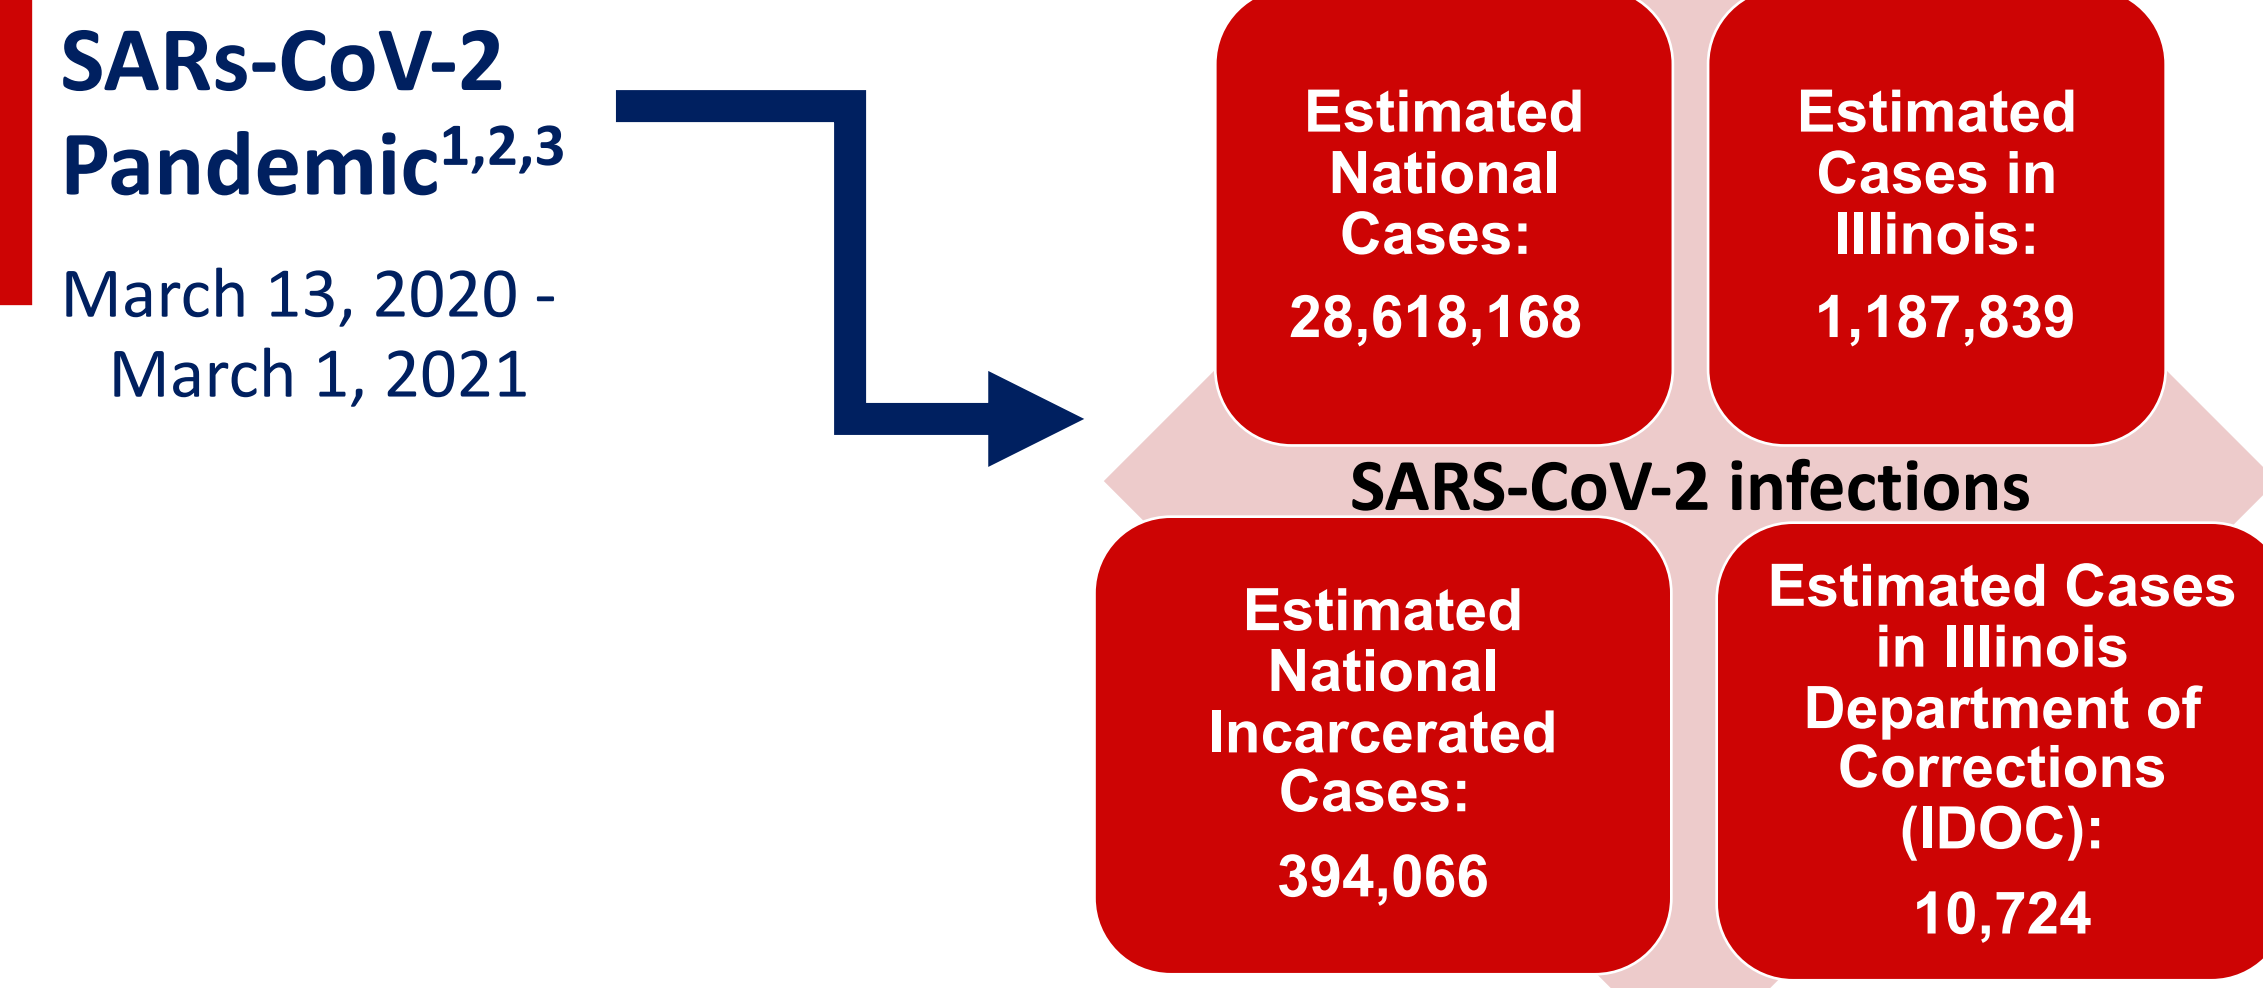 SARs-CoV-2
Pandemic1,2,3
March 13, 2020 -
March 1, 2021
Estimated
National
Cases:
28,618,168
Estimated
Cases in
Illinois:
1,187,839
SARS-CoV-2 infections
Estimated
National
Incarcerated
Cases:
394,066
Estimated Cases
in Illinois
Department of
Corrections
(IDOC):
10,724